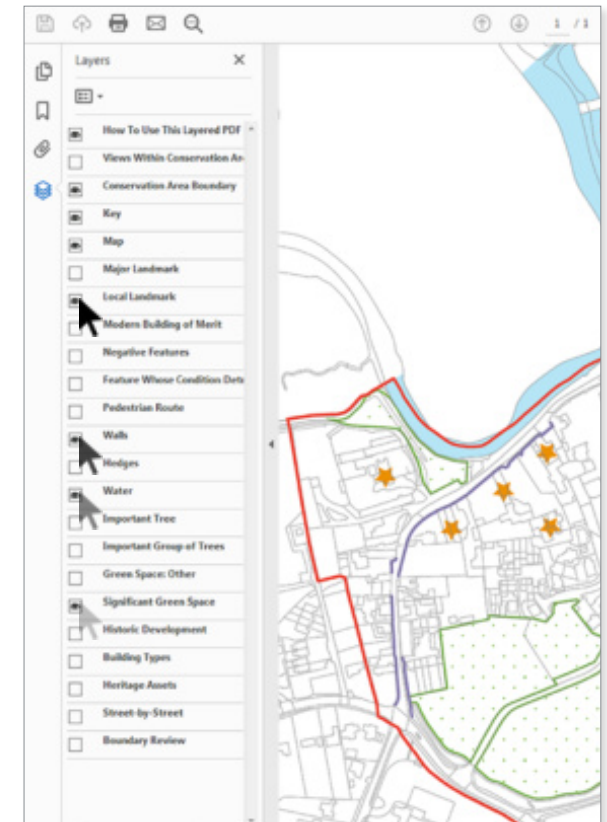 1 / 1
Layers
How To Use This Layered PDF
Views Within Conservation Ar
Conservation Area Boundary
Key
Map
Major Landmark
Local Landmark
Modern Building of Merit
Negative Features
Feature Whose Condition Detr
Pedestrian Route
Walls
Hedges
Water
Important Tree
Important Group of Trees
Green Space: Other
Significant Green Space
Historic Development
Building Types
Heritage Assets
Street-by-Street
Boundary Review